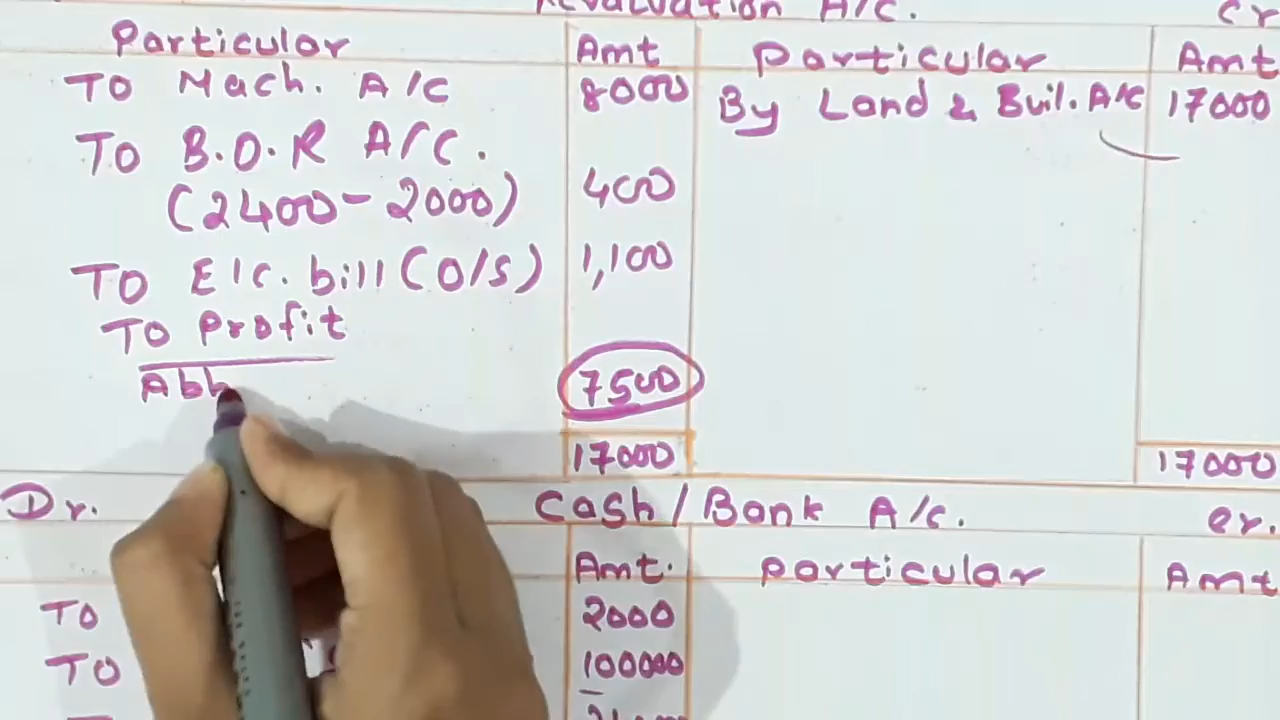 Revaluation A/C.
Cr
Particular Amt Particular Amt
To Mach. A/C 8000 By Land & Buil. A/C 17000
To B.D.R A/C.
(2400-2000) 400
To Elc. bill (O/S) 1,100
To Profit
Abh 7500
17000 17000
Dr. Cash/Bank A/c. Cr.
Amt. Particular Amt
To 2000
To 100000